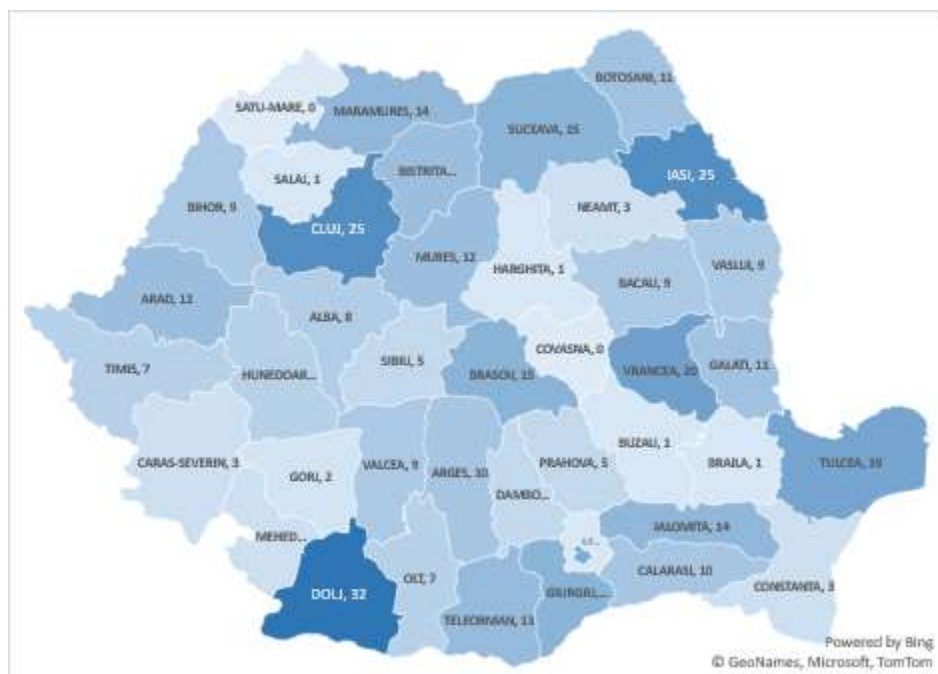 BOTOSANI, 11
SATU-MARE, 0
MARAMURES, 14
SUCEAVA, 15
IASI, 25
SALAJ, 1
BISTRITA...
BIHOR, 9
NEAMT, 3
CLUJ, 25
MURES, 12
HARGHITA, 1
VASLUI, 9
BACAU, 9
ARAD, 13
ALBA, 8
COVASNA, 0
SIBIU, 5
TIMIS, 7
HUNEDOAR...
BRASOV, 15
VRANCEA, 20
GALATI, 11
BUZAU, 1
CARAS-SEVERIN, 3
VALCEA, 9
PRAHOVA, 5
BRAILA, 1
TULCEA,
GORJ, 2
ARGES, 10
DAMBO...
IALOMITA, 14
MEHED...
CALARASI, 10
OLT, 7
CONSTANTA, 3
DOLJ, 32
GIURGIU, ...
TELEORMAN, 13
Powered by Bing
© GeoNames, Microsoft, TomTom